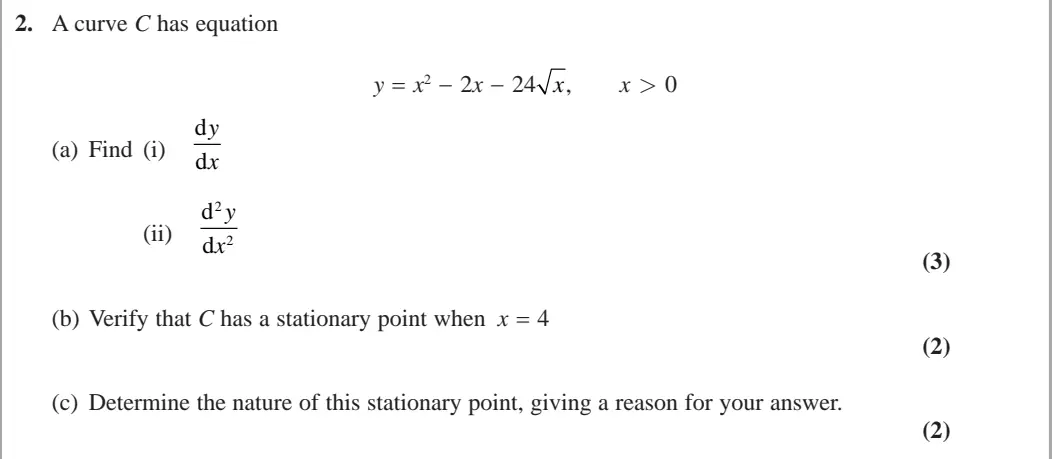 2. A curve C has equation
y = x² − 2x − 24√x, x > 0
(a) Find (i) dy/dx
(ii) d²y/dx²
(3)
(b) Verify that C has a stationary point when x = 4
(2)
(c) Determine the nature of this stationary point, giving a reason for your answer.
(2)